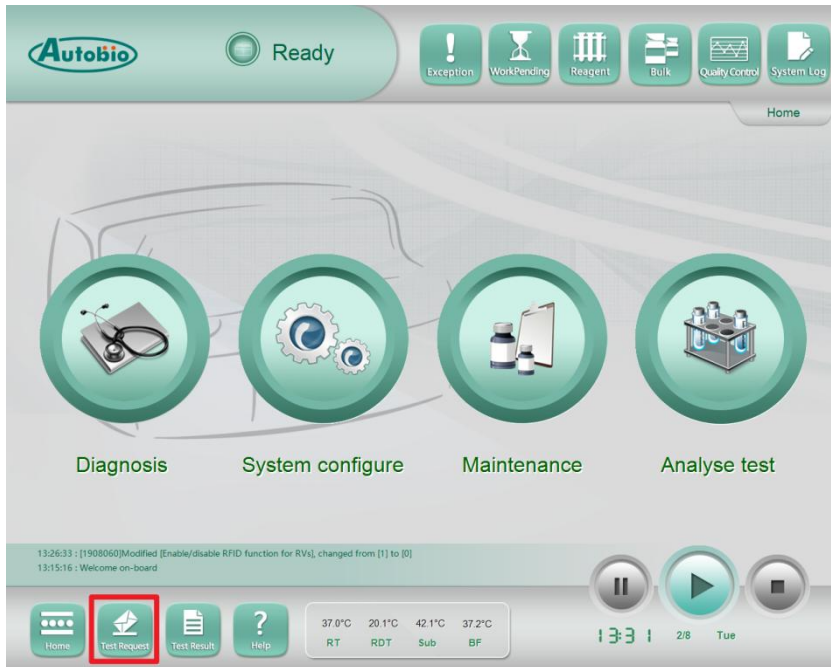 Autobio
Ready
Exception
WorkPending
Reagent
Bulk
Quality Control
System Log
Home
Diagnosis
System configure
Maintenance
Analyse test
13:26:33 : [1908060]Modified [Enable/disable RFID function for RVs], changed from [1] to [0]
13:15:16 : Welcome on-board
Home
Test Request
Test Result
? Help
37.0°C 20.1°C 42.1°C 37.2°C
RT RDT Sub BF
13:31 2/8 Tue